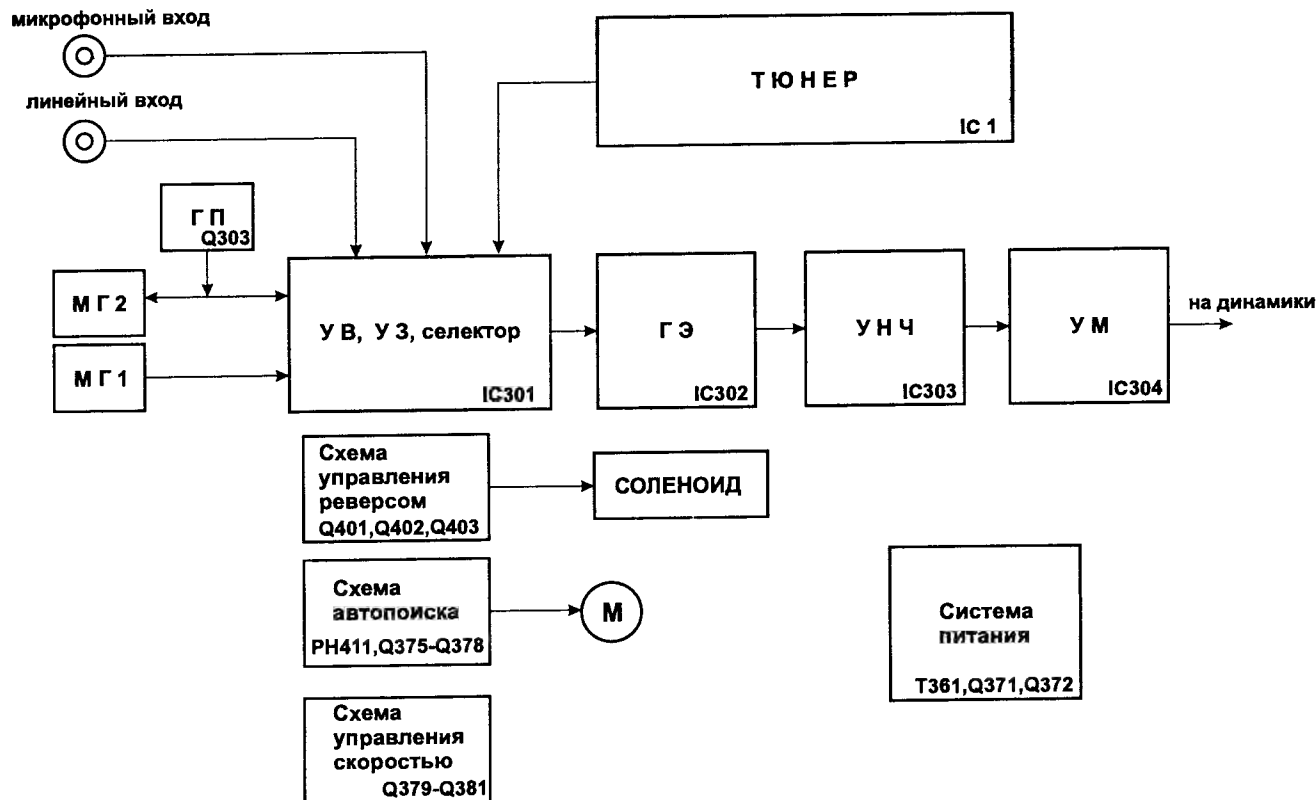 микрофонный вход
линейный вход
Т Ю Н Е Р
IC 1
Г П
Q303
М Г 2
М Г 1
У В, У З, селектор
IC301
Г Э
IC302
У Н Ч
IC303
У М
IC304
на динамики
Схема
управления
реверсом
Q401,Q402,Q403
СОЛЕНОИД
Схема
автопоиска
PH411,Q375-Q378
М
Система
питания
T361,Q371,Q372
Схема
управления
скоростью
Q379-Q381